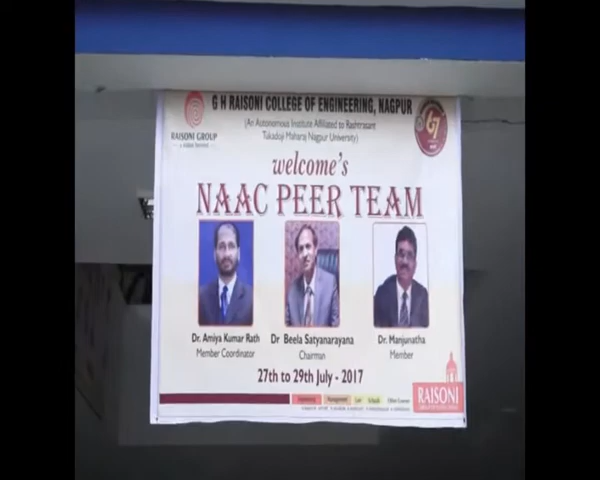 G H RAISONI COLLEGE OF ENGINEERING, NAGPUR
(An Autonomous Institute Affiliated to Rashtrasant
Tukadoji Maharaj Nagpur University)
RAISONI GROUP
G7
welcome's
NAAC PEER TEAM
Dr. Amiya Kumar Rath
Member Coordinator
Dr Beela Satyanarayana
Chairman
Dr. Manjunatha
Member
27th to 29th July - 2017
RAISONI